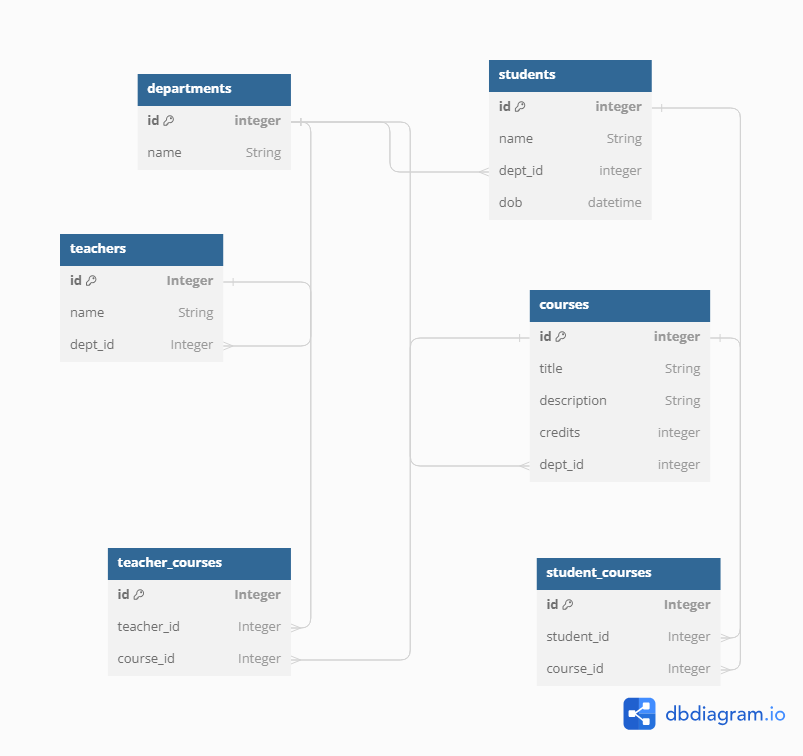 departments
id integer
name String
students
id integer
name String
dept_id integer
dob datetime
teachers
id Integer
name String
dept_id Integer
courses
id integer
title String
description String
credits integer
dept_id integer
teacher_courses
id Integer
teacher_id Integer
course_id Integer
student_courses
id Integer
student_id Integer
course_id Integer
dbdiagram.io